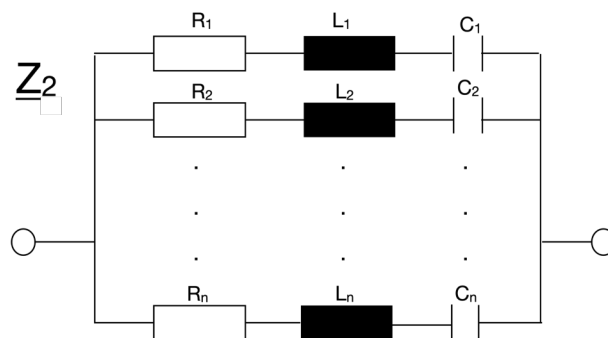 R₁ L₁ C₁
Z₂
R₂ L₂ C₂
Rₙ Lₙ Cₙ